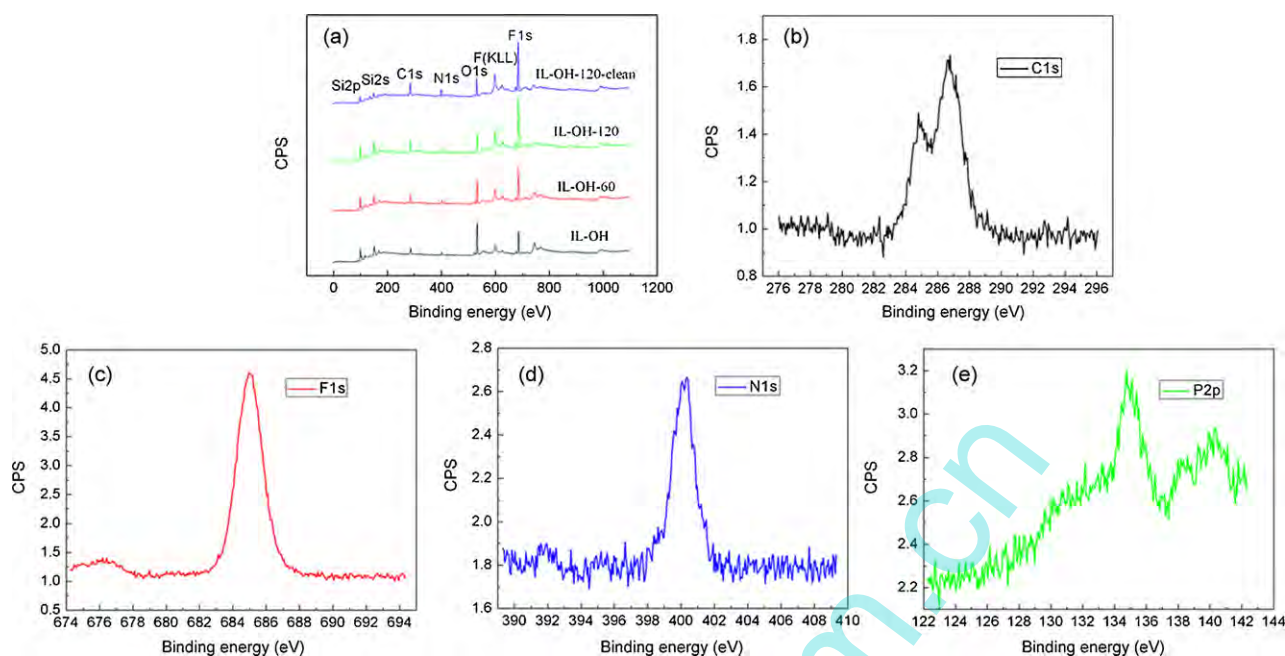 (a)
F1s
F(KLL)
O1s
N1s
C1s
Si2s
Si2p
IL-OH-120-clean
IL-OH-120
IL-OH-60
IL-OH
CPS
0 200 400 600 800 1000 1200
Binding energy (eV)
(b)
C1s
1.8
1.6
1.4
1.2
1.0
0.8
CPS
276 278 280 282 284 286 288 290 292 294 296
Binding energy (eV)
(c)
F1s
5.0
4.5
4.0
3.5
3.0
2.5
2.0
1.5
1.0
0.5
CPS
674 676 678 680 682 684 686 688 690 692 694
Binding energy (eV)
(d)
N1s
2.8
2.6
2.4
2.2
2.0
1.8
1.6
CPS
390 392 394 396 398 400 402 404 406 408 410
Binding energy (eV)
(e)
P2p
3.2
3.0
2.8
2.6
2.4
2.2
CPS
122 124 126 128 130 132 134 136 138 140 142 144
Binding energy (eV)
m.cn